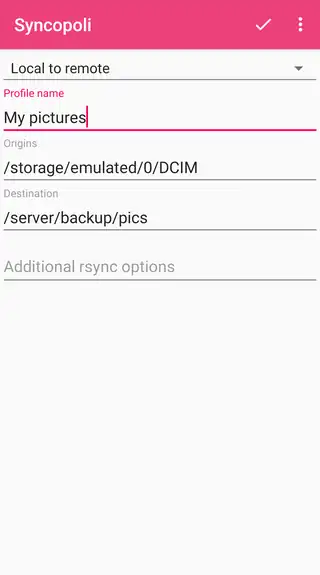 Syncopoli
Local to remote
Profile name
My pictures
Origins
/storage/emulated/0/DCIM
Destination
/server/backup/pics
Additional rsync options